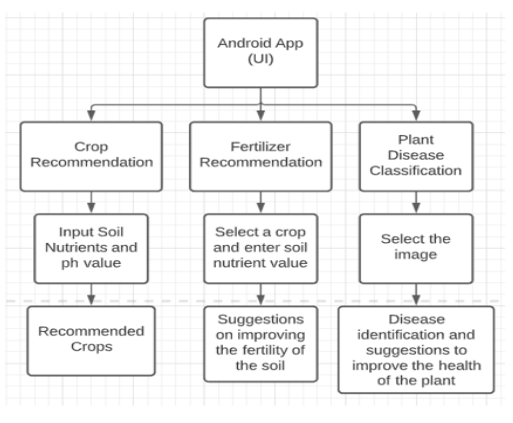 Android App
(UI)
Crop
Recommendation
Fertilizer
Recommendation
Plant
Disease
Classification
Input Soil
Nutrients and
ph value
Select a crop
and enter soil
nutrient value
Select the
image
Recommended
Crops
Suggestions
on improving
the fertility of
the soil
Disease
identification and
suggestions to
improve the health
of the plant